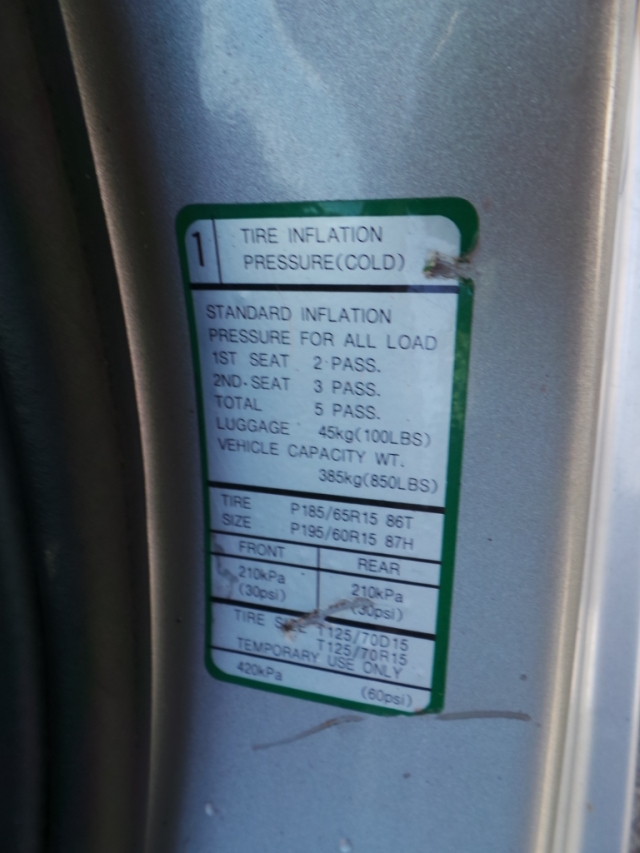 1 TIRE INFLATION
PRESSURE(COLD)
STANDARD INFLATION
PRESSURE FOR ALL LOAD
1ST SEAT 2 PASS.
2ND-SEAT 3 PASS.
TOTAL 5 PASS.
LUGGAGE 45kg(100LBS)
VEHICLE CAPACITY WT.
385kg(850LBS)
TIRE P185/65R15 86T
SIZE P195/60R15 87H
FRONT REAR
210kPa 210kPa
(30psi) (30psi)
TIRE SIZE T125/70D15
T125/70R15
TEMPORARY USE ONLY
420kPa (60psi)